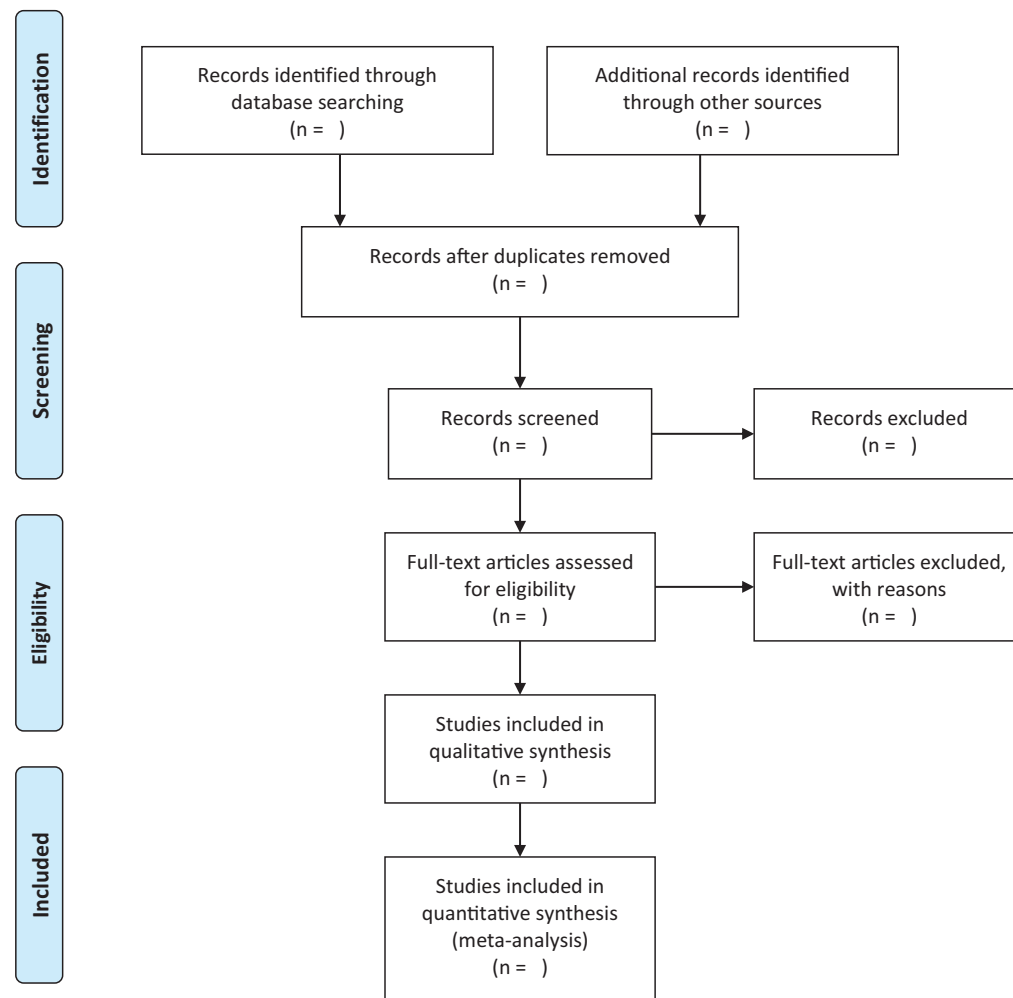 Identification
Records identified through
database searching
(n =   )
Additional records identified
through other sources
(n =   )
Records after duplicates removed
(n =   )
Screening
Records screened
(n =   )
Records excluded
(n =   )
Eligibility
Full-text articles assessed
for eligibility
(n =   )
Full-text articles excluded,
with reasons
(n =   )
Studies included in
qualitative synthesis
(n =   )
Included
Studies included in
quantitative synthesis
(meta-analysis)
(n =   )